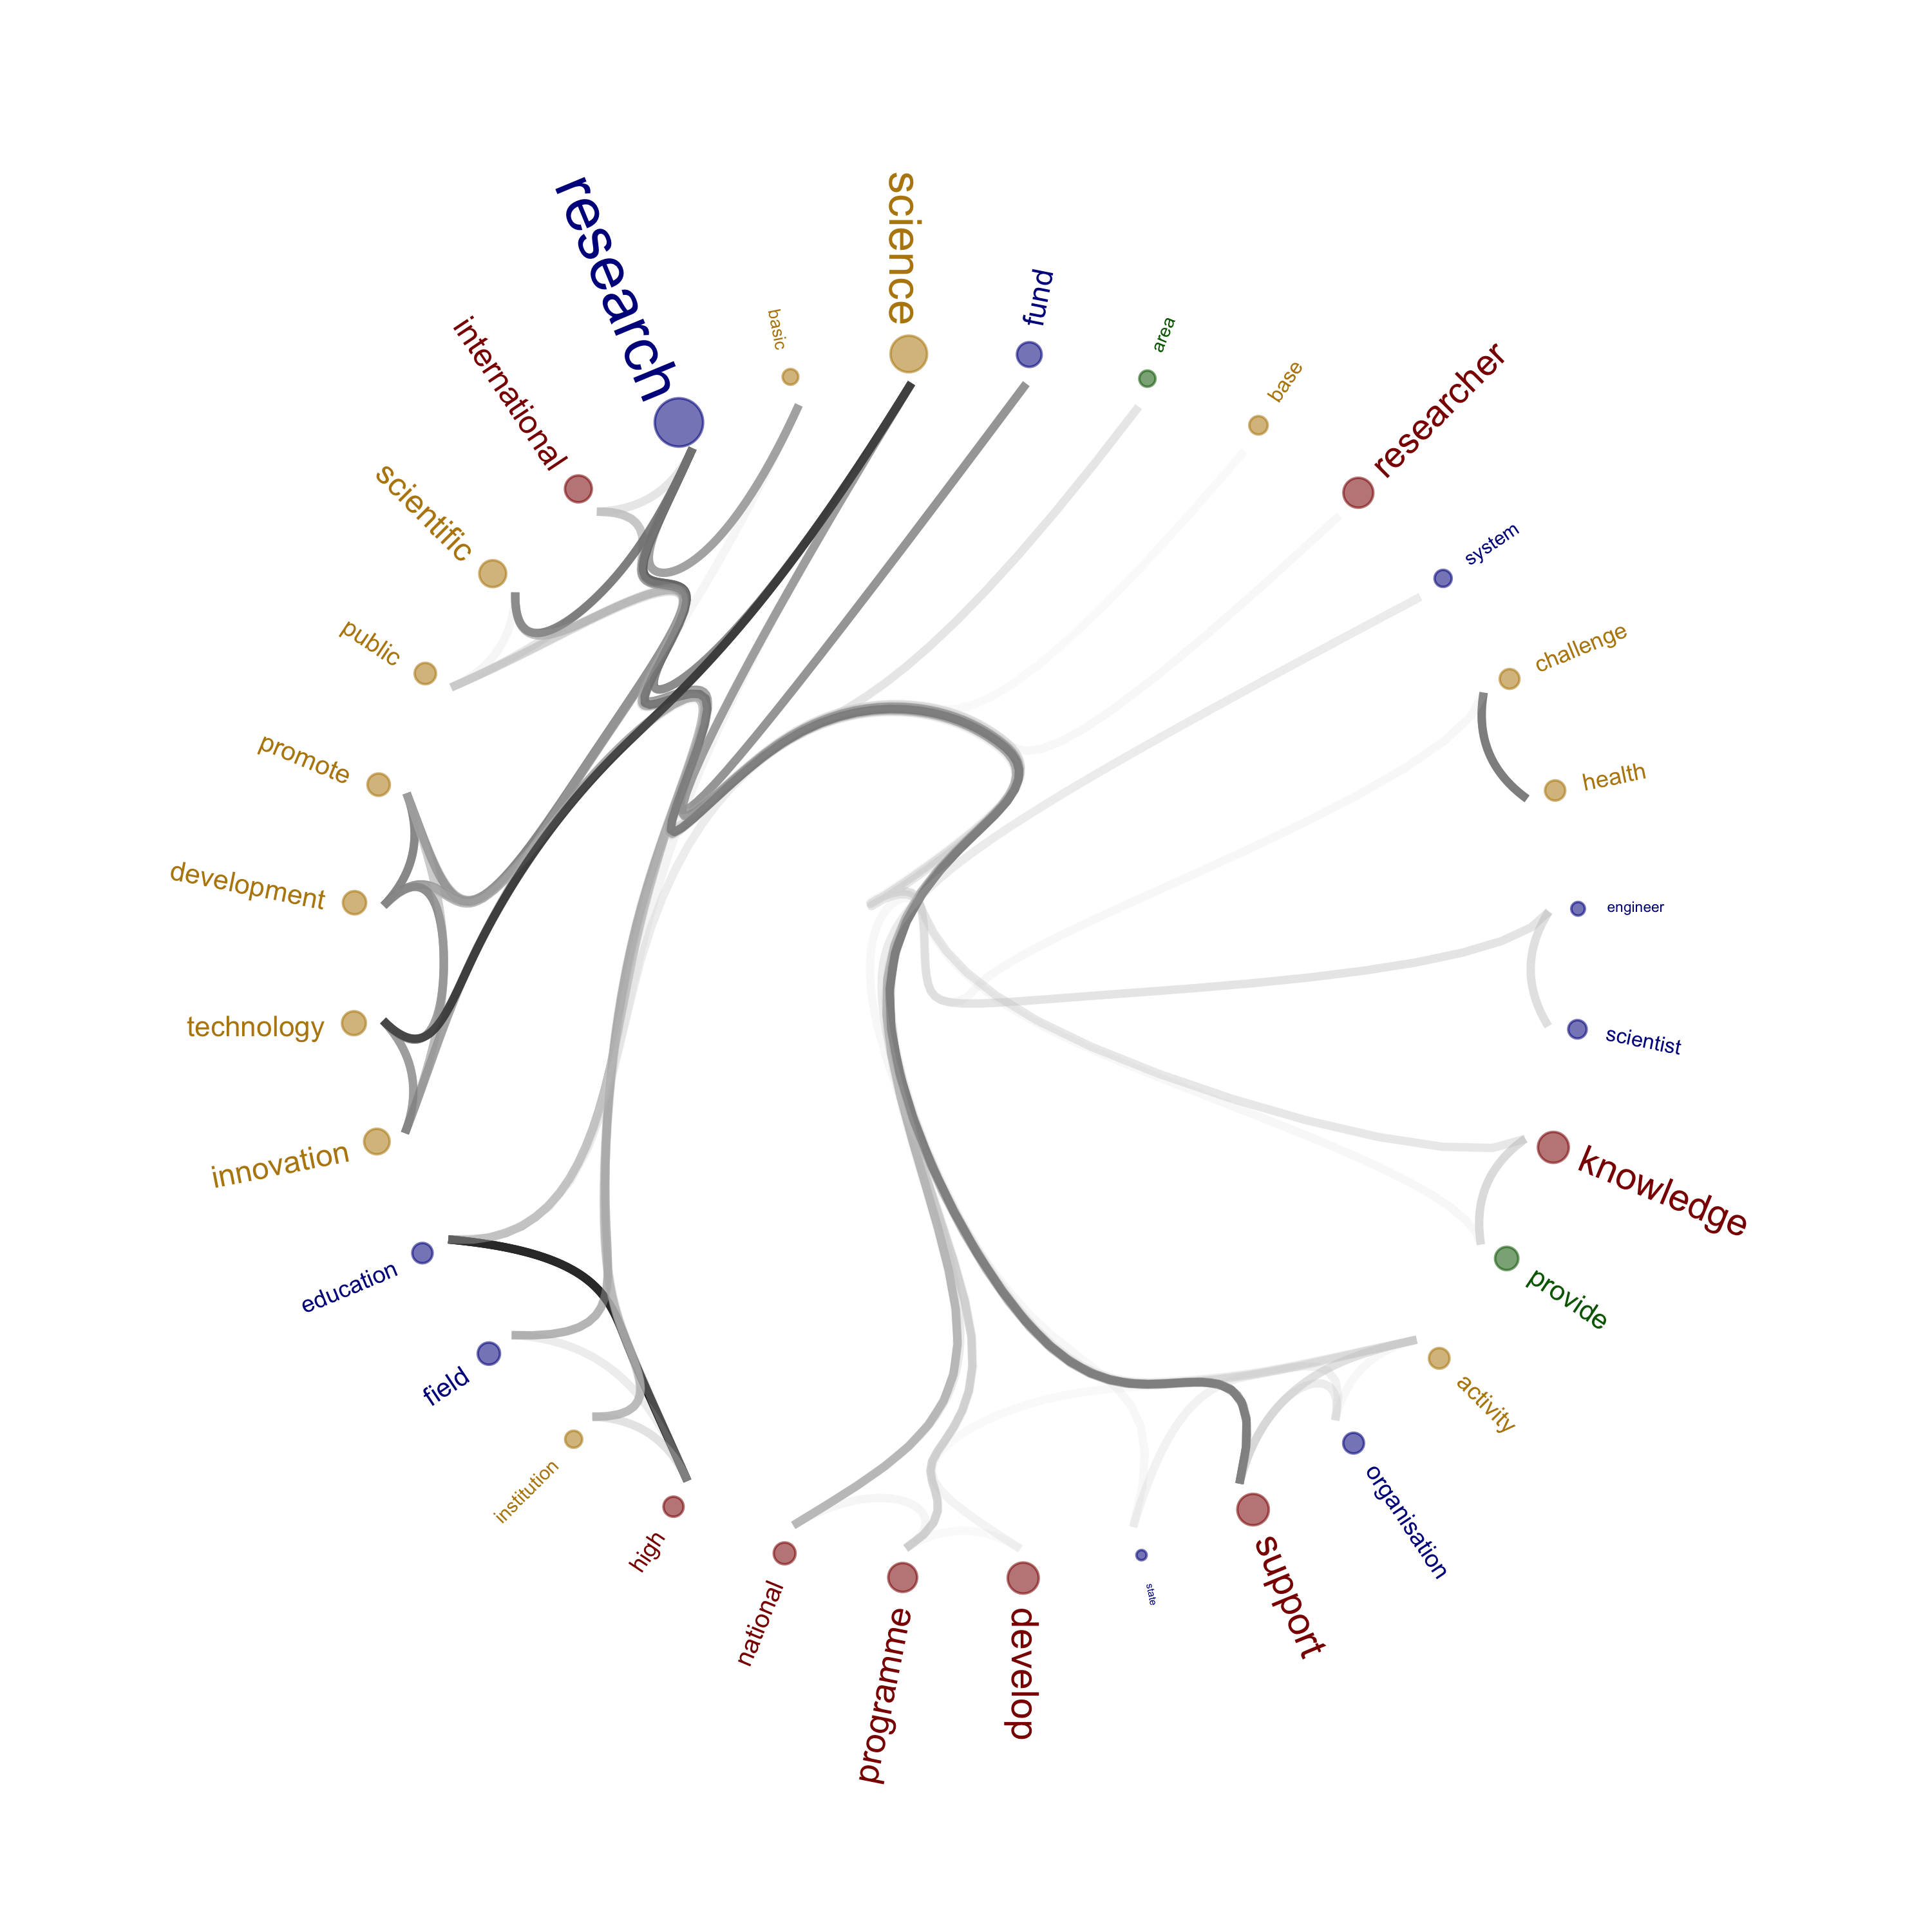 research
science
fund
area
base
researcher
system
challenge
health
engineer
scientist
knowledge
provide
activity
organisation
support
state
develop
programme
national
high
institution
field
education
innovation
technology
development
promote
public
scientific
international
basic